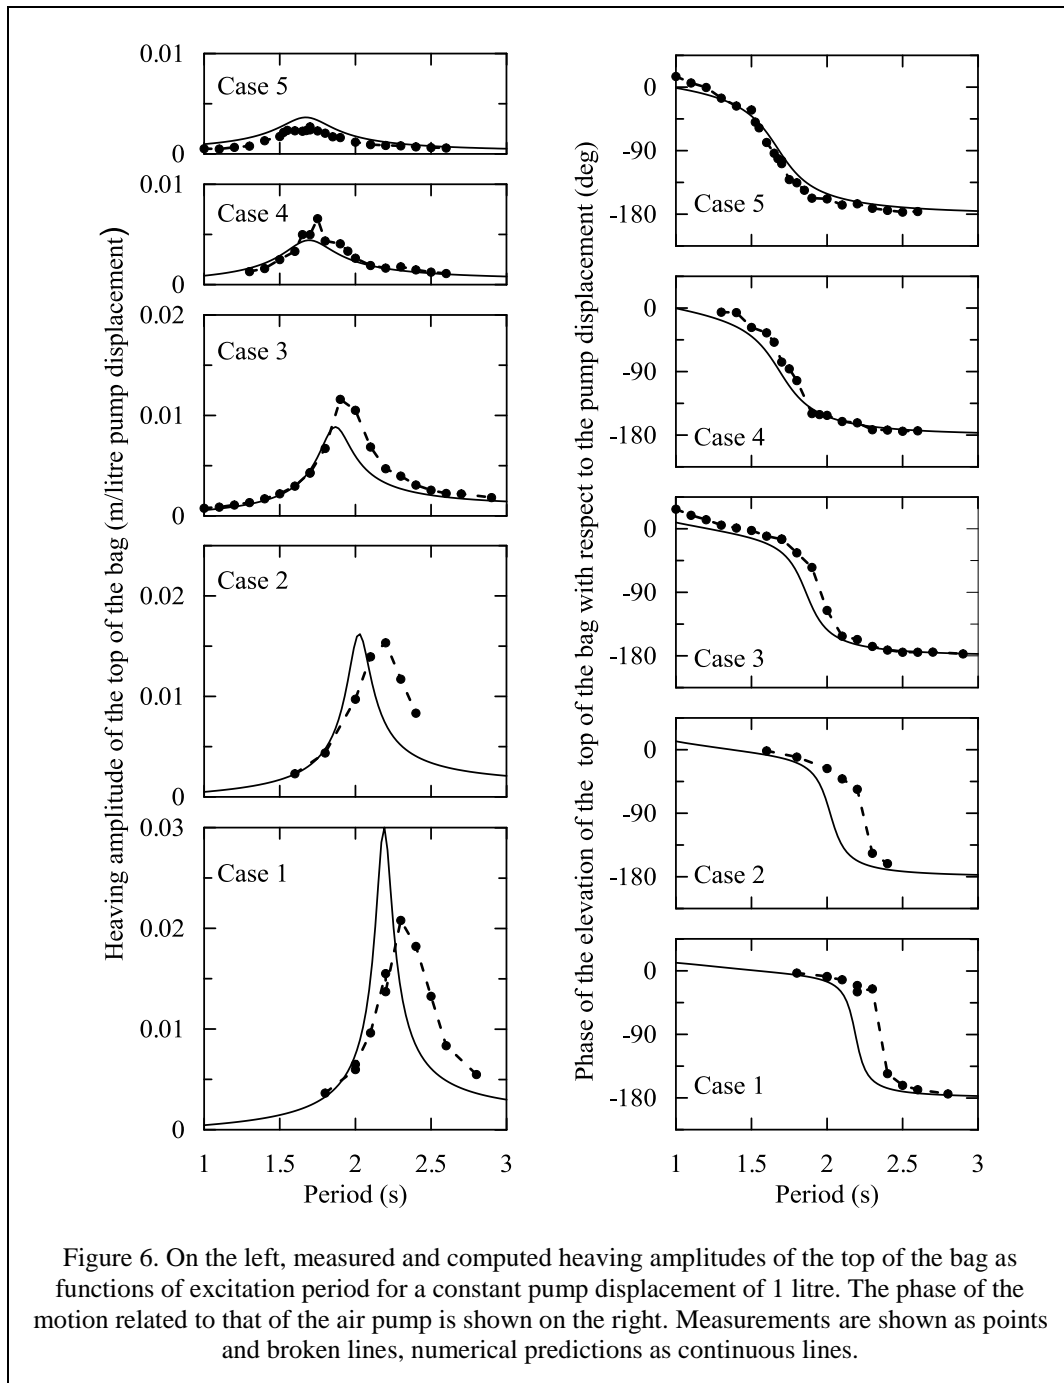 Heaving amplitude of the top of the bag (m/litre pump displacement)
0.01
Case 5
0
0.01
Case 4
0
0.02
Case 3
0.01
0
Case 2
0.02
0.01
0
0.03
Case 1
0.02
0.01
0
1 1.5 2 2.5 3
Period (s)
Phase of the elevation of the top of the bag with respect to the pump displacement (deg)
0
-90
-180
Case 5
0
-90
-180
Case 4
0
-90
-180
Case 3
0
-90
-180
Case 2
0
-90
-180
Case 1
1 1.5 2 2.5 3
Period (s)
Figure 6. On the left, measured and computed heaving amplitudes of the top of the bag as
functions of excitation period for a constant pump displacement of 1 litre. The phase of the
motion related to that of the air pump is shown on the right. Measurements are shown as points
and broken lines, numerical predictions as continuous lines.